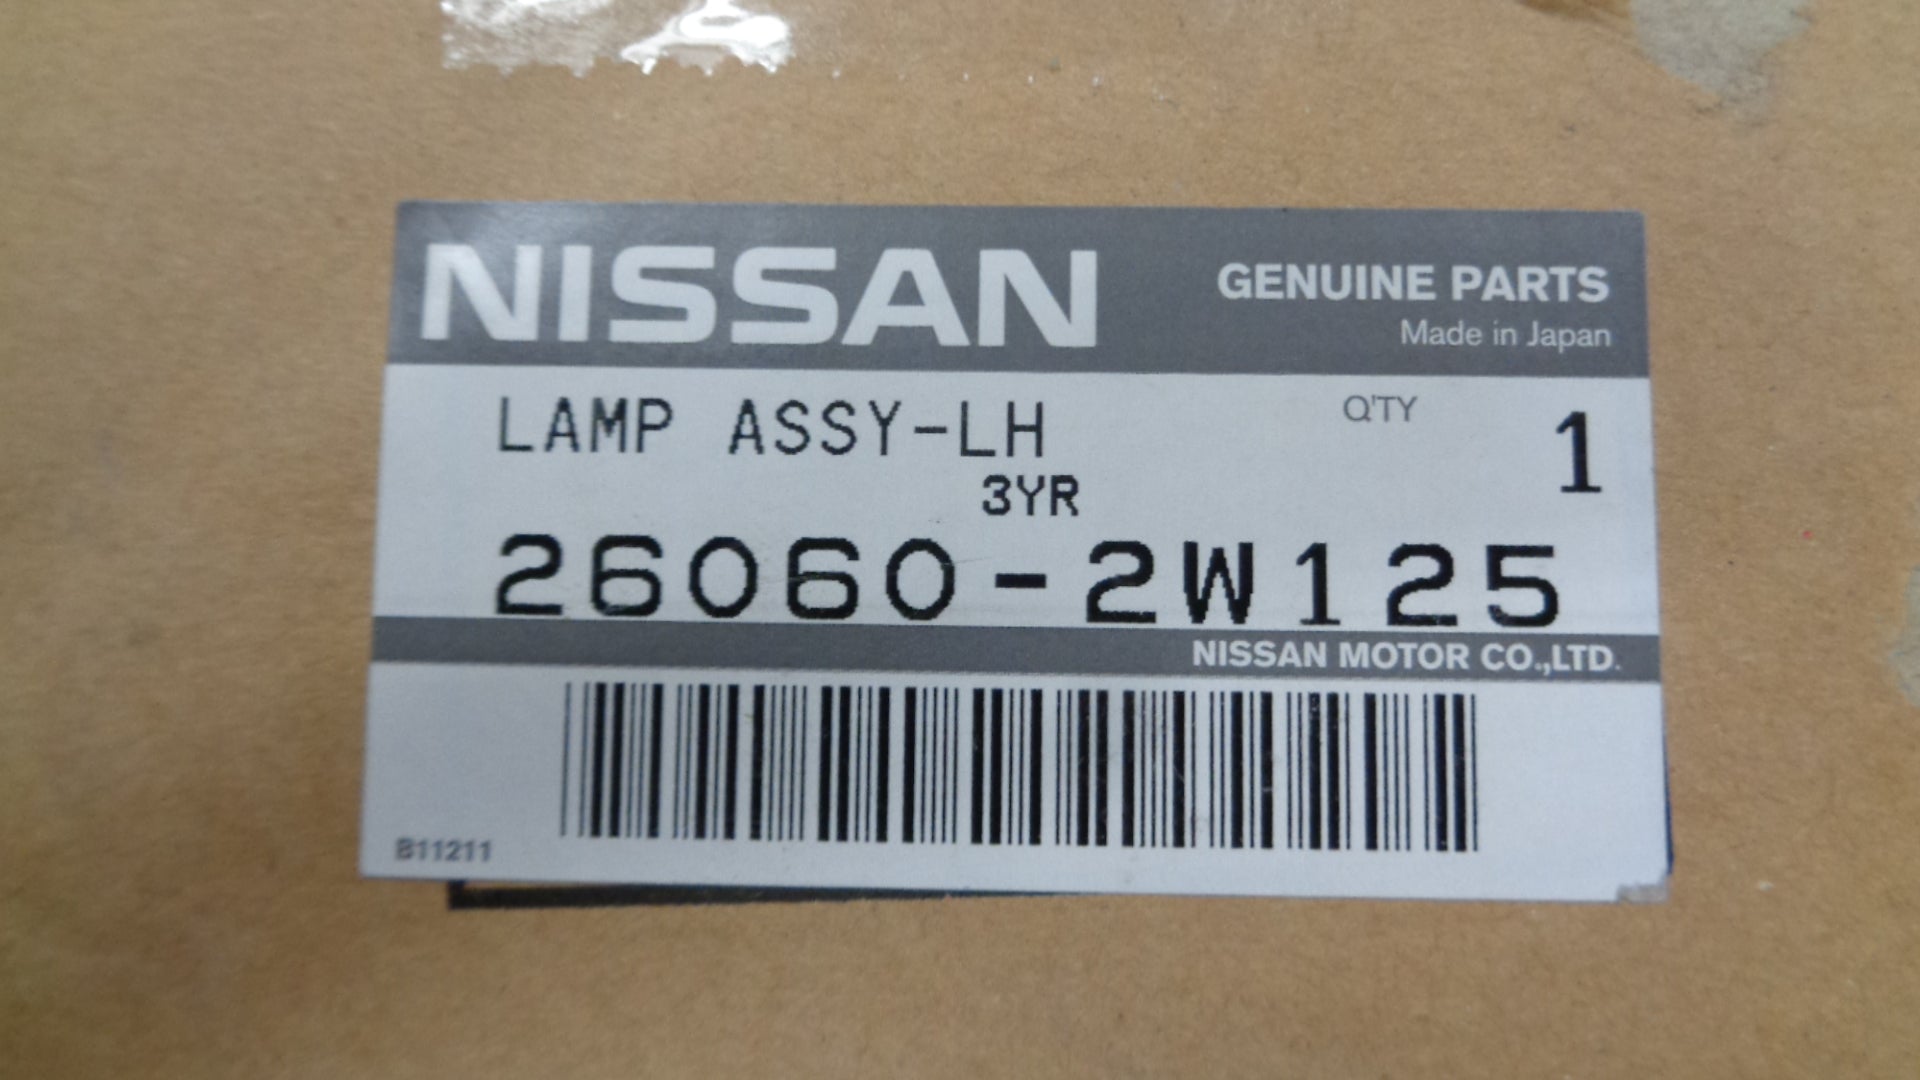 NISSAN
GENUINE PARTS
Made in Japan
LAMP ASSY-LH
Q'TY
1
3YR
26060-2W125
NISSAN MOTOR CO.,LTD.
B11211